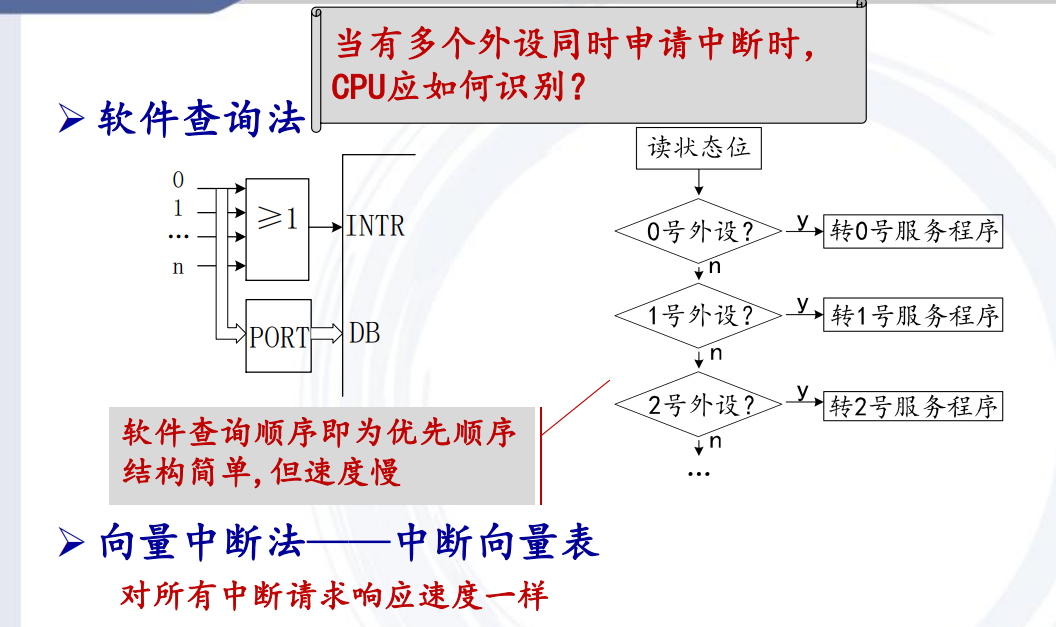 当有多个外设同时申请中断时,
CPU应如何识别?
➢ 软件查询法
0
1
…
n
≥1
INTR
PORT
DB
读状态位
0号外设?
y
转0号服务程序
n
1号外设?
y
转1号服务程序
n
2号外设?
y
转2号服务程序
n
…
软件查询顺序即为优先顺序
结构简单,但速度慢
➢ 向量中断法——中断向量表
对所有中断请求响应速度一样